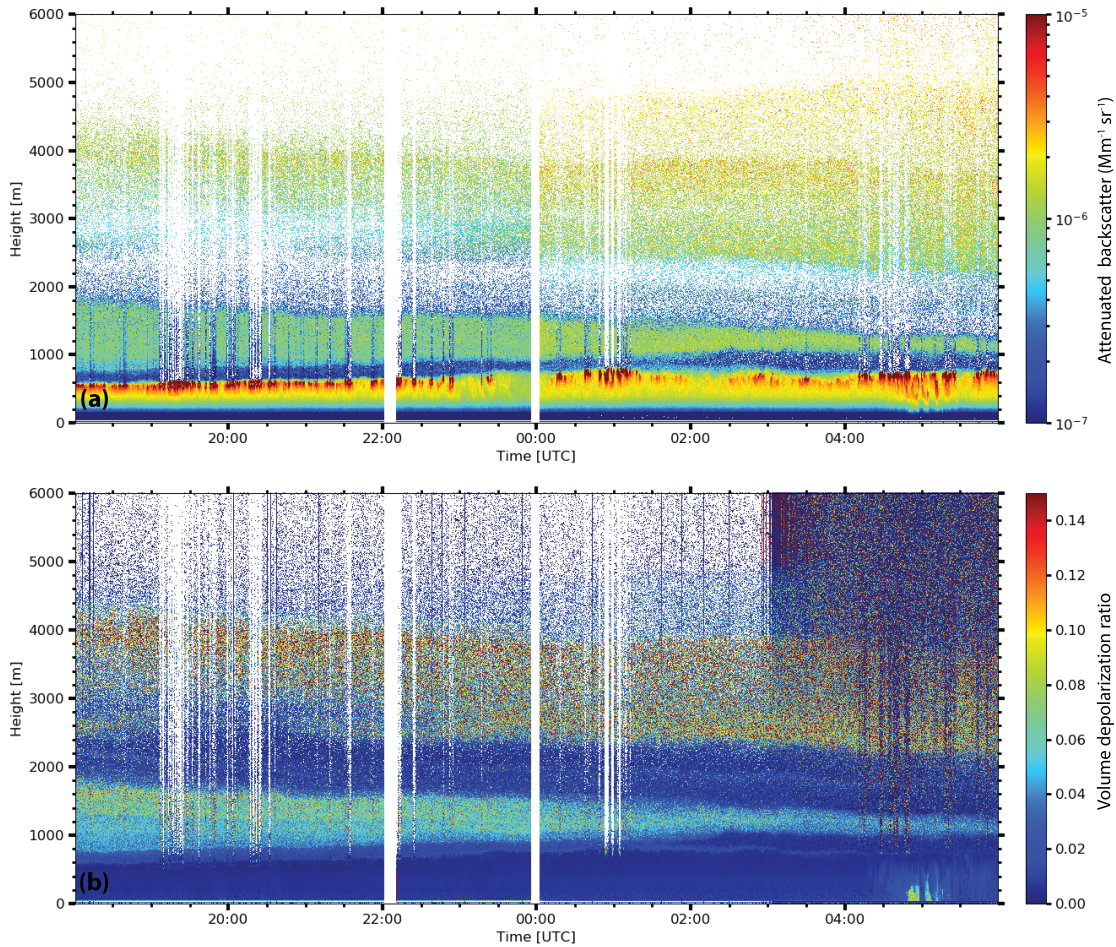 6000
5000
4000
3000
2000
1000
0
Height [m]
(a)
20:00 22:00 00:00 02:00 04:00
Time [UTC]
10⁻⁵
10⁻⁶
10⁻⁷
Attenuated backscatter (Mm⁻¹ sr⁻¹)
6000
5000
4000
3000
2000
1000
0
Height [m]
(b)
20:00 22:00 00:00 02:00 04:00
Time [UTC]
0.14
0.12
0.10
0.08
0.06
0.04
0.02
0.00
Volume depolarization ratio